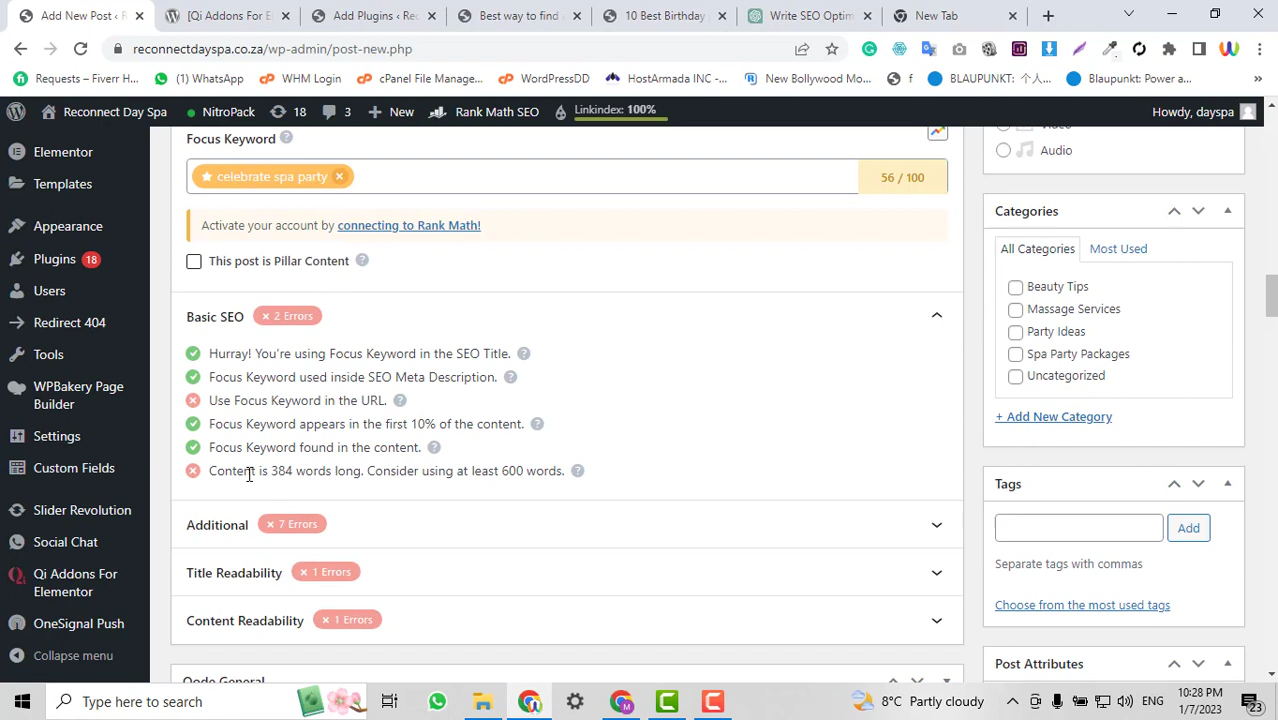 New Post ‹ Rec
[Qi Addons For El
Add Plugins ‹ Rec
Best way to find s
10 Best Birthday p
Write SEO Optim
New Tab
reconnectdayspa.co.za/wp-admin/post-new.php
Requests – Fiverr H...
(1) WhatsApp
WHM Login
cPanel File Manage...
WordPressDD
HostArmada INC -...
New Bollywood Mo...
f
BLAUPUNKT: 个人...
Blaupunkt: Power a...
»
Reconnect Day Spa
NitroPack
18
3
New
Rank Math SEO
Linkindex: 100%
Howdy, dayspa
Elementor
Templates
Appearance
Plugins 18
Users
Redirect 404
Tools
WPBakery Page
Builder
Settings
Custom Fields
Slider Revolution
Social Chat
Qi Addons For
Elementor
OneSignal Push
Collapse menu
Focus Keyword
celebrate spa party
56 / 100
Activate your account by connecting to Rank Math!
This post is Pillar Content
Basic SEO × 2 Errors
Hurray! You're using Focus Keyword in the SEO Title.
Focus Keyword used inside SEO Meta Description.
Use Focus Keyword in the URL.
Focus Keyword appears in the first 10% of the content.
Focus Keyword found in the content.
Content is 384 words long. Consider using at least 600 words.
Additional × 7 Errors
Title Readability × 1 Errors
Content Readability × 1 Errors
Qode General
Video
Audio
Categories
All Categories
Most Used
Beauty Tips
Massage Services
Party Ideas
Spa Party Packages
Uncategorized
+ Add New Category
Tags
Add
Separate tags with commas
Choose from the most used tags
Post Attributes
Type here to search
8°C Partly cloudy
ENG
10:28 PM
1/7/2023
23